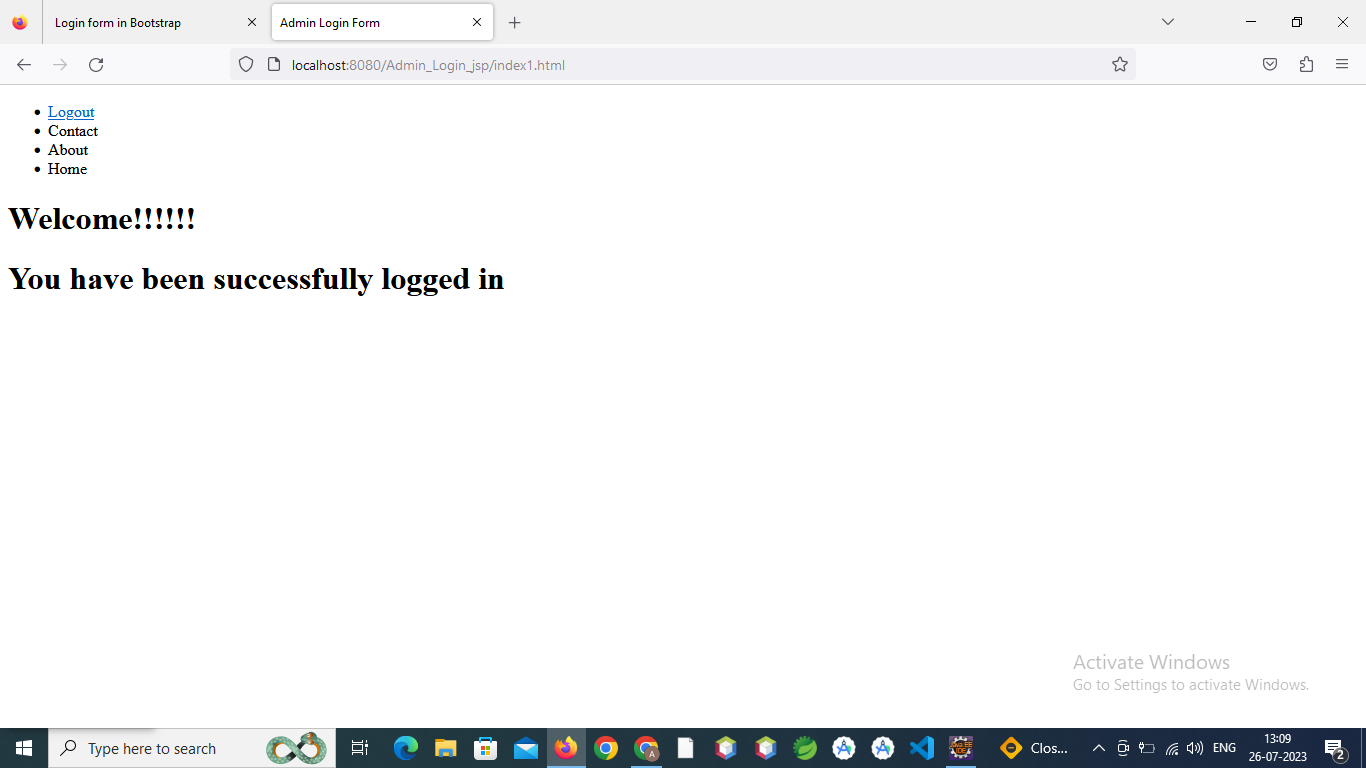 Login form in Bootstrap
Admin Login Form
localhost:8080/Admin_Login_jsp/index1.html
Logout
Contact
About
Home
Welcome!!!!!!
You have been successfully logged in
Activate Windows
Go to Settings to activate Windows.
Type here to search
A
Clos...
ENG
13:09
26-07-2023
2